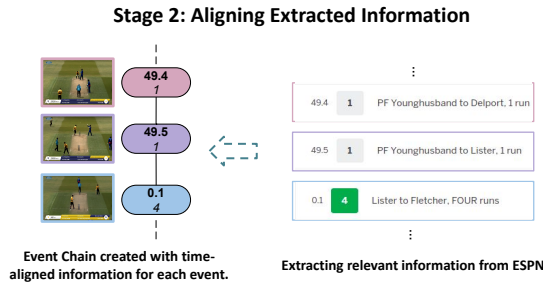 Stage 2: Aligning Extracted Information
49.4
1
49.5
1
0.1
4
49.4 1 PF Younghusband to Delport, 1 run
49.5 1 PF Younghusband to Lister, 1 run
0.1 4 Lister to Fletcher, FOUR runs
Event Chain created with time-
aligned information for each event.
Extracting relevant information from ESPN